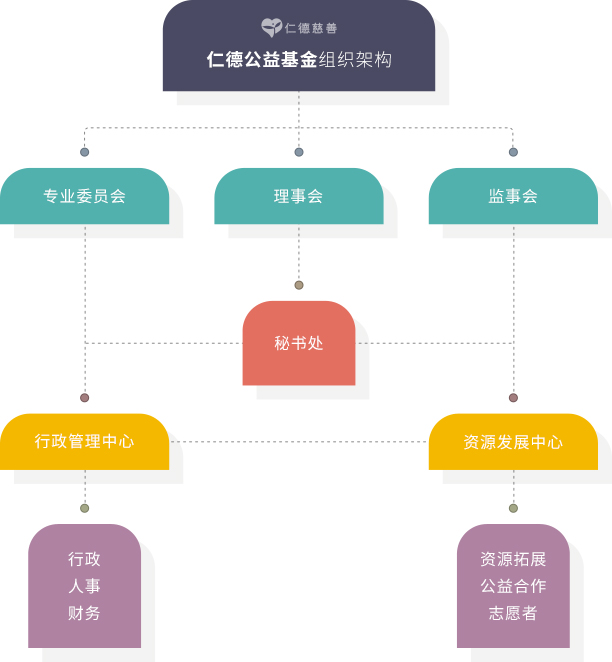 仁德慈善
仁德公益基金组织架构
专业委员会
理事会
监事会
秘书处
行政管理中心
资源发展中心
行政
人事
财务
资源拓展
公益合作
志愿者